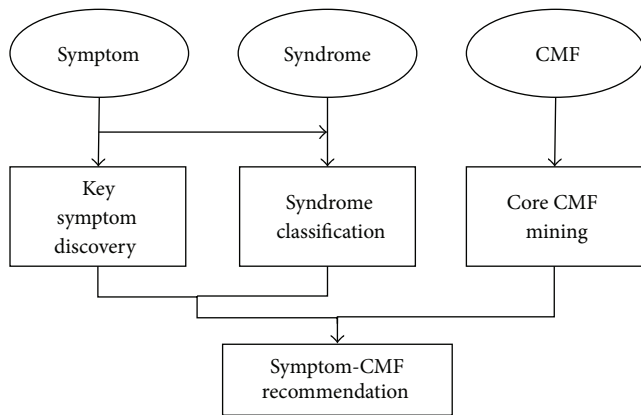 Symptom
Syndrome
CMF
Key
symptom
discovery
Syndrome
classification
Core CMF
mining
Symptom-CMF
recommendation